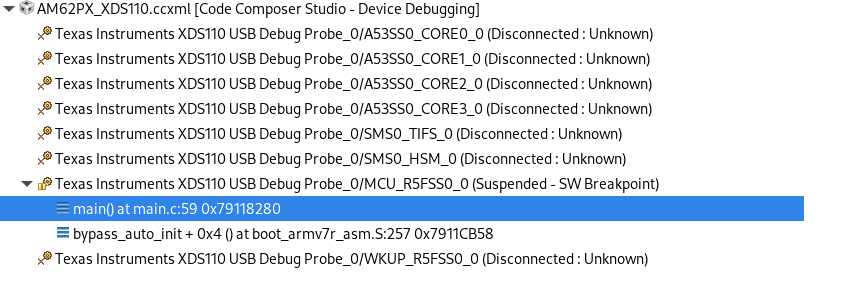 AM62PX_XDS110.ccxml [Code Composer Studio - Device Debugging]
Texas Instruments XDS110 USB Debug Probe_0/A53SS0_CORE0_0 (Disconnected : Unknown)
Texas Instruments XDS110 USB Debug Probe_0/A53SS0_CORE1_0 (Disconnected : Unknown)
Texas Instruments XDS110 USB Debug Probe_0/A53SS0_CORE2_0 (Disconnected : Unknown)
Texas Instruments XDS110 USB Debug Probe_0/A53SS0_CORE3_0 (Disconnected : Unknown)
Texas Instruments XDS110 USB Debug Probe_0/SMS0_TIFS_0 (Disconnected : Unknown)
Texas Instruments XDS110 USB Debug Probe_0/SMS0_HSM_0 (Disconnected : Unknown)
Texas Instruments XDS110 USB Debug Probe_0/MCU_R5FSS0_0 (Suspended - SW Breakpoint)
main() at main.c:59 0x79118280
bypass_auto_init + 0x4 () at boot_armv7r_asm.S:257 0x7911CB58
Texas Instruments XDS110 USB Debug Probe_0/WKUP_R5FSS0_0 (Disconnected : Unknown)